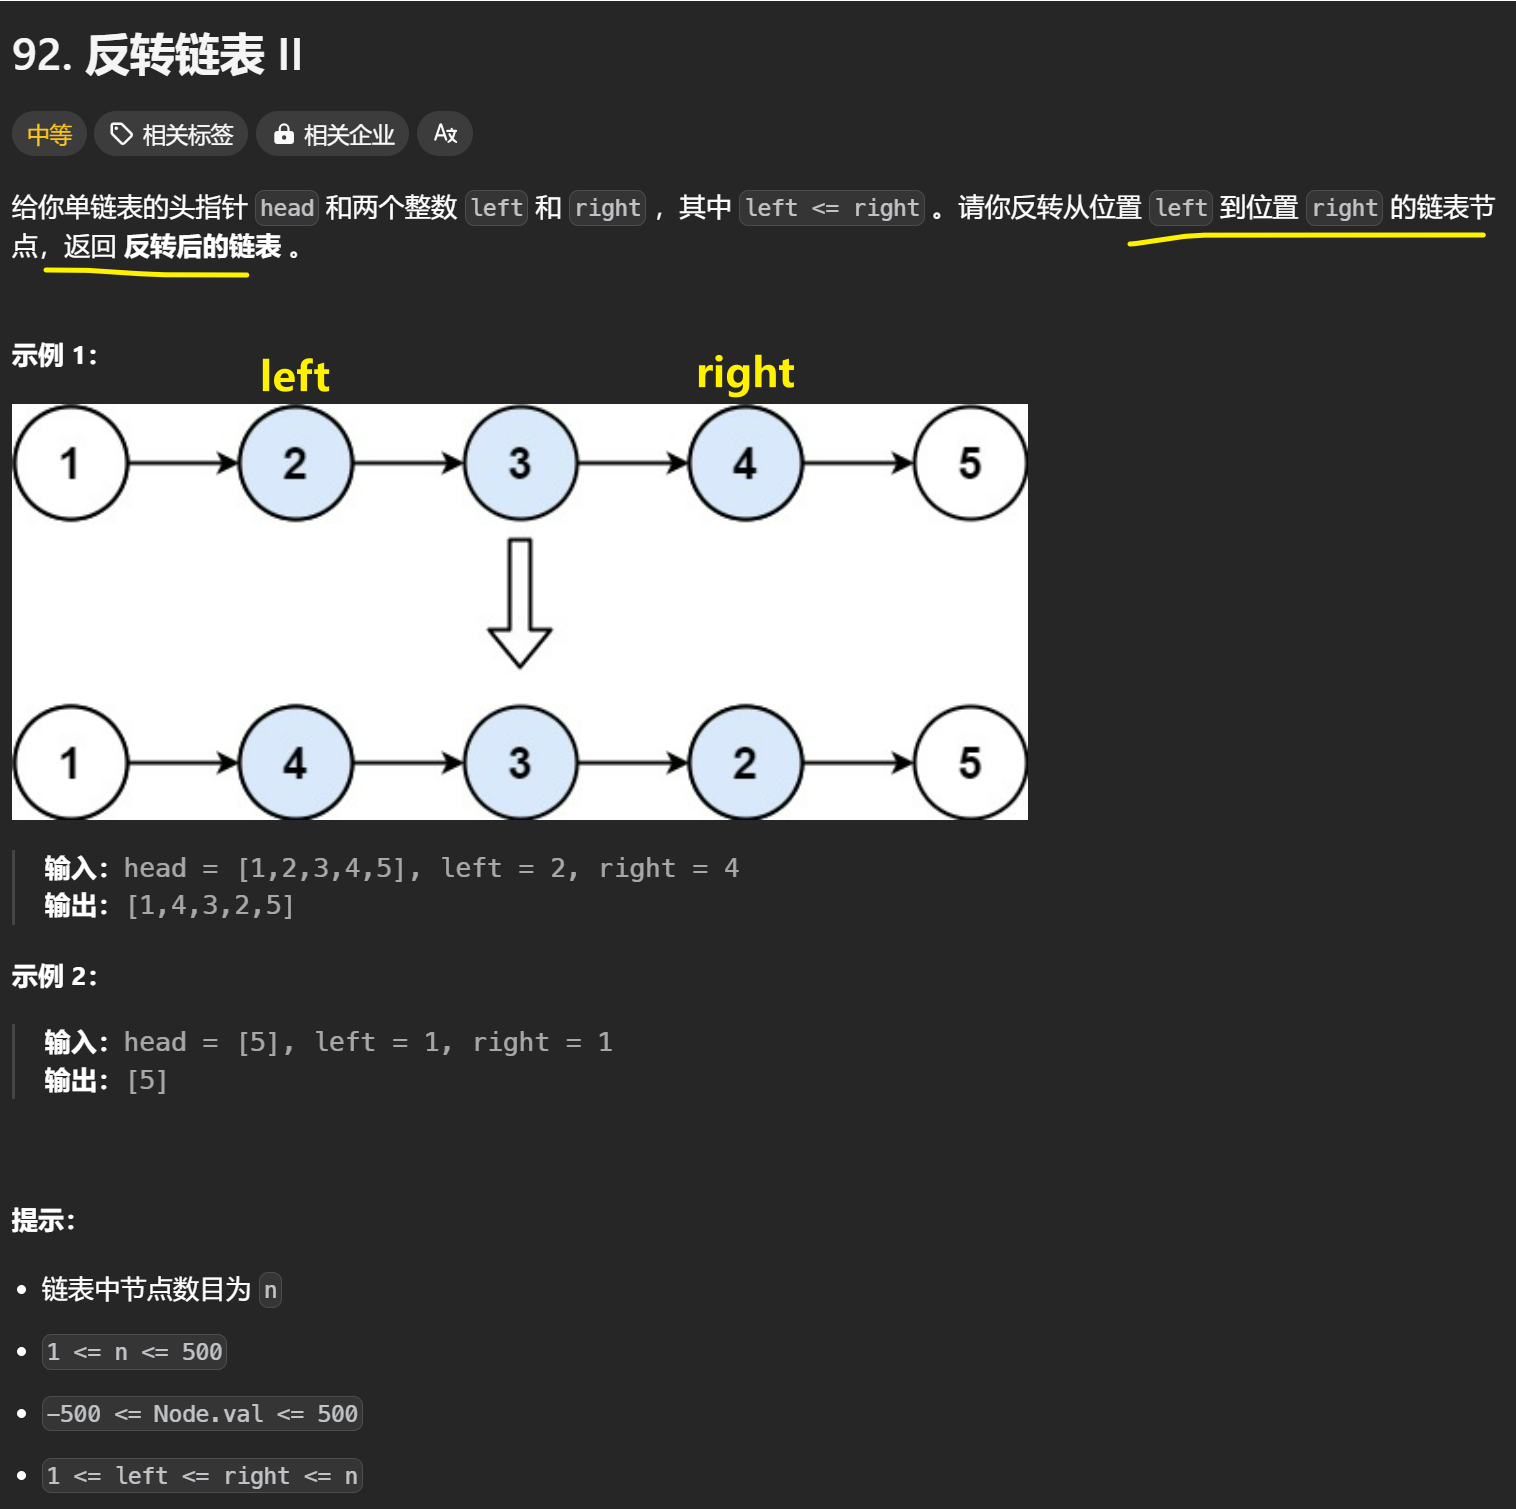 92. 反转链表 II
中等 相关标签 相关企业
给你单链表的头指针 head 和两个整数 left 和 right ，其中 left <= right 。请你反转从位置 left 到位置 right 的链表节
点，返回 反转后的链表 。
示例 1：
left right
1 2 3 4 5
1 4 3 2 5
输入：head = [1,2,3,4,5], left = 2, right = 4
输出：[1,4,3,2,5]
示例 2：
输入：head = [5], left = 1, right = 1
输出：[5]
提示：
链表中节点数目为 n
1 <= n <= 500
-500 <= Node.val <= 500
1 <= left <= right <= n